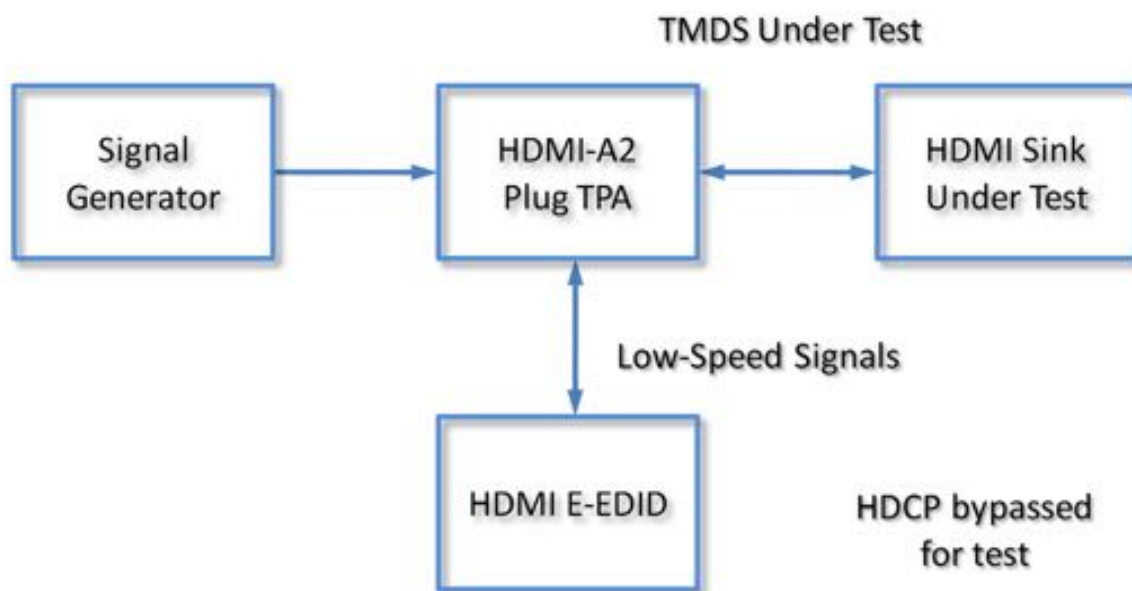 TMDS Under Test
Signal
Generator
HDMI-A2
Plug TPA
HDMI Sink
Under Test
Low-Speed Signals
HDMI E-EDID
HDCP bypassed
for test